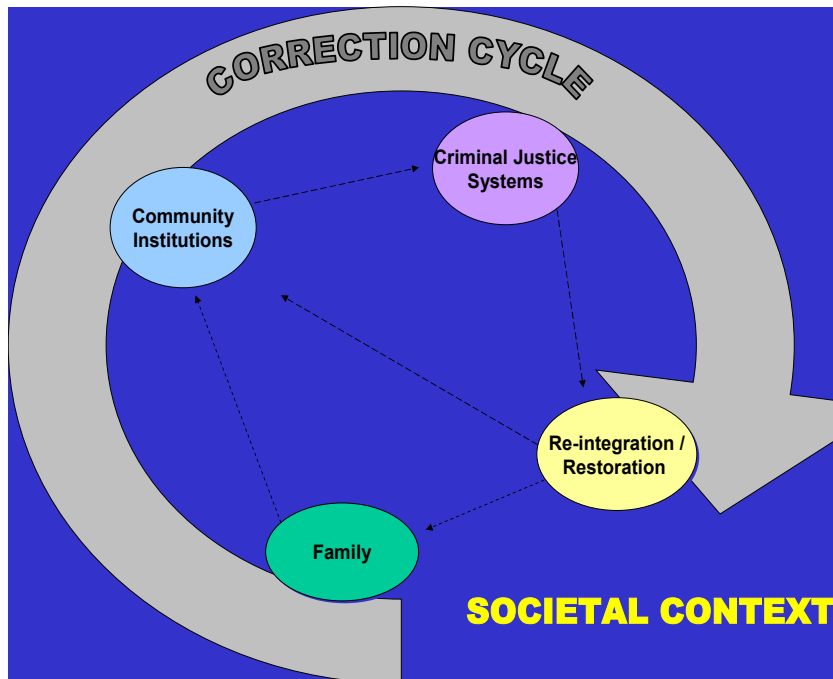 CORRECTION CYCLE
Criminal Justice
Systems
Community
Institutions
Re-integration /
Restoration
Family
SOCIETAL CONTEXT